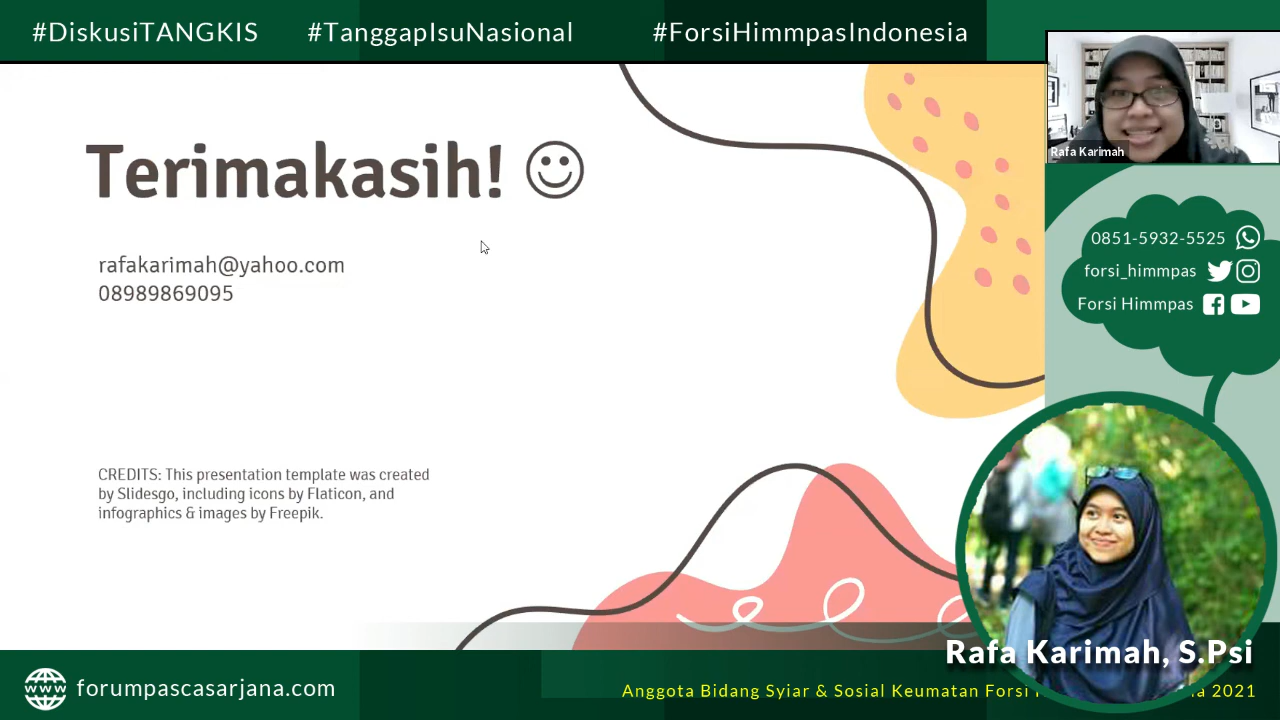 #DiskusiTANGKIS #TanggapIsuNasional #ForsiHimmpasIndonesia
Rafa Karimah
Terimakasih!
rafakarimah@yahoo.com
08989869095
0851-5932-5525
forsi_himmpas
Forsi Himmpas
CREDITS: This presentation template was created
by Slidesgo, including icons by Flaticon, and
infographics & images by Freepik.
Rafa Karimah, S.Psi
www forumpascasarjana.com
Anggota Bidang Syiar & Sosial Keumatan Forsi 2021